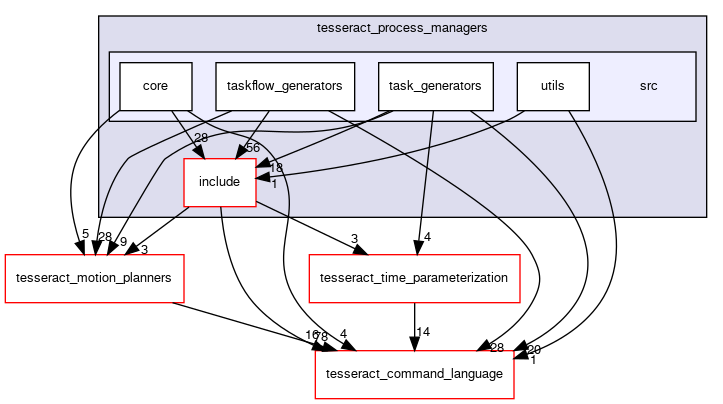 tesseract_process_managers
core
taskflow_generators
task_generators
utils
src
28
56
18
1
include
5
28
9
3
3
4
tesseract_motion_planners
tesseract_time_parameterization
16
78
4
14
28
20
1
tesseract_command_language